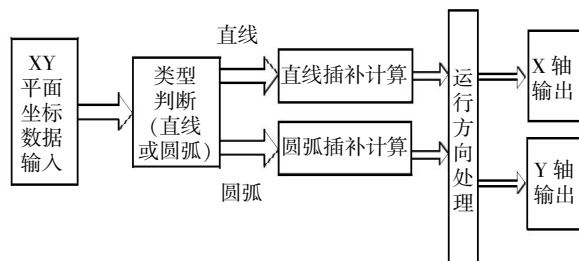 XY
平面
坐标
数据
输入
类型
判断
(直线
或圆弧)
直线
圆弧
直线插补计算
圆弧插补计算
运行方向处理
X 轴
输出
Y 轴
输出